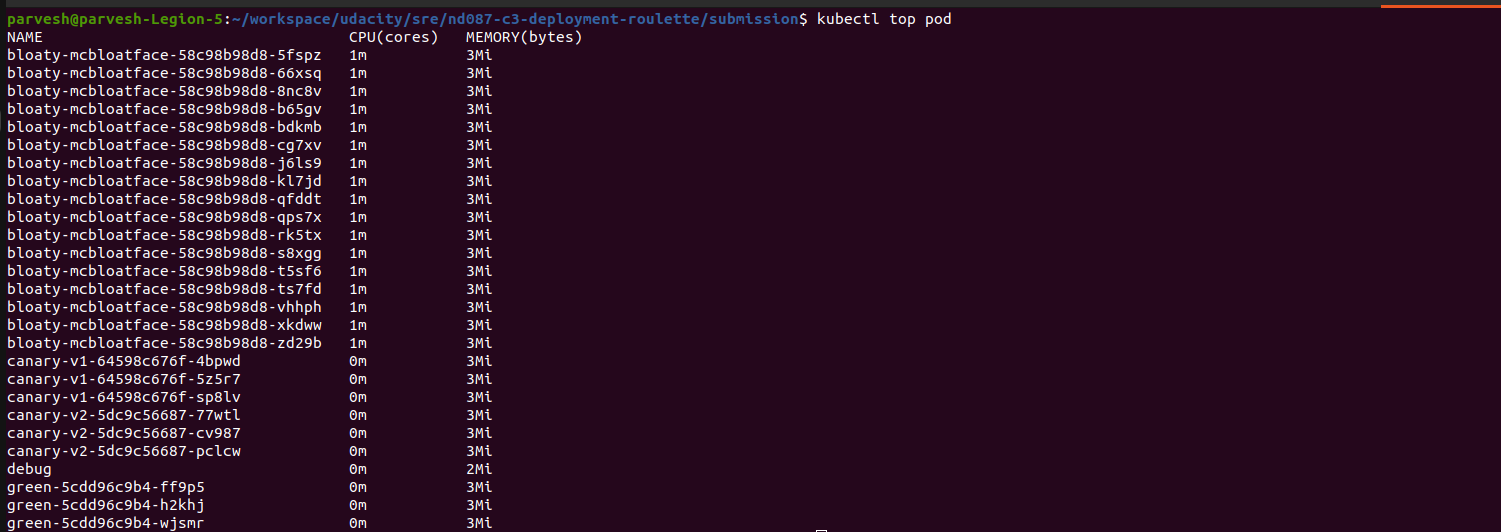 parvesh@parvesh-Legion-5:~/workspace/udacity/sre/nd087-c3-deployment-roulette/submission$ kubectl top pod
NAME CPU(cores) MEMORY(bytes)
bloaty-mcbloatface-58c98b98d8-5fspz 1m 3Mi
bloaty-mcbloatface-58c98b98d8-66xsq 1m 3Mi
bloaty-mcbloatface-58c98b98d8-8nc8v 1m 3Mi
bloaty-mcbloatface-58c98b98d8-b65gv 1m 3Mi
bloaty-mcbloatface-58c98b98d8-bdkmb 1m 3Mi
bloaty-mcbloatface-58c98b98d8-cg7xv 1m 3Mi
bloaty-mcbloatface-58c98b98d8-j6ls9 1m 3Mi
bloaty-mcbloatface-58c98b98d8-kl7jd 1m 3Mi
bloaty-mcbloatface-58c98b98d8-qfddt 1m 3Mi
bloaty-mcbloatface-58c98b98d8-qps7x 1m 3Mi
bloaty-mcbloatface-58c98b98d8-rk5tx 1m 3Mi
bloaty-mcbloatface-58c98b98d8-s8xgg 1m 3Mi
bloaty-mcbloatface-58c98b98d8-t5sf6 1m 3Mi
bloaty-mcbloatface-58c98b98d8-ts7fd 1m 3Mi
bloaty-mcbloatface-58c98b98d8-vhhph 1m 3Mi
bloaty-mcbloatface-58c98b98d8-xkdww 1m 3Mi
bloaty-mcbloatface-58c98b98d8-zd29b 1m 3Mi
canary-v1-64598c676f-4bpwd 0m 3Mi
canary-v1-64598c676f-5z5r7 0m 3Mi
canary-v1-64598c676f-sp8lv 0m 3Mi
canary-v2-5dc9c56687-77wtl 0m 3Mi
canary-v2-5dc9c56687-cv987 0m 3Mi
canary-v2-5dc9c56687-pclcw 0m 3Mi
debug 0m 2Mi
green-5cdd96c9b4-ff9p5 0m 3Mi
green-5cdd96c9b4-h2khj 0m 3Mi
green-5cdd96c9b4-wjsmr 0m 3Mi